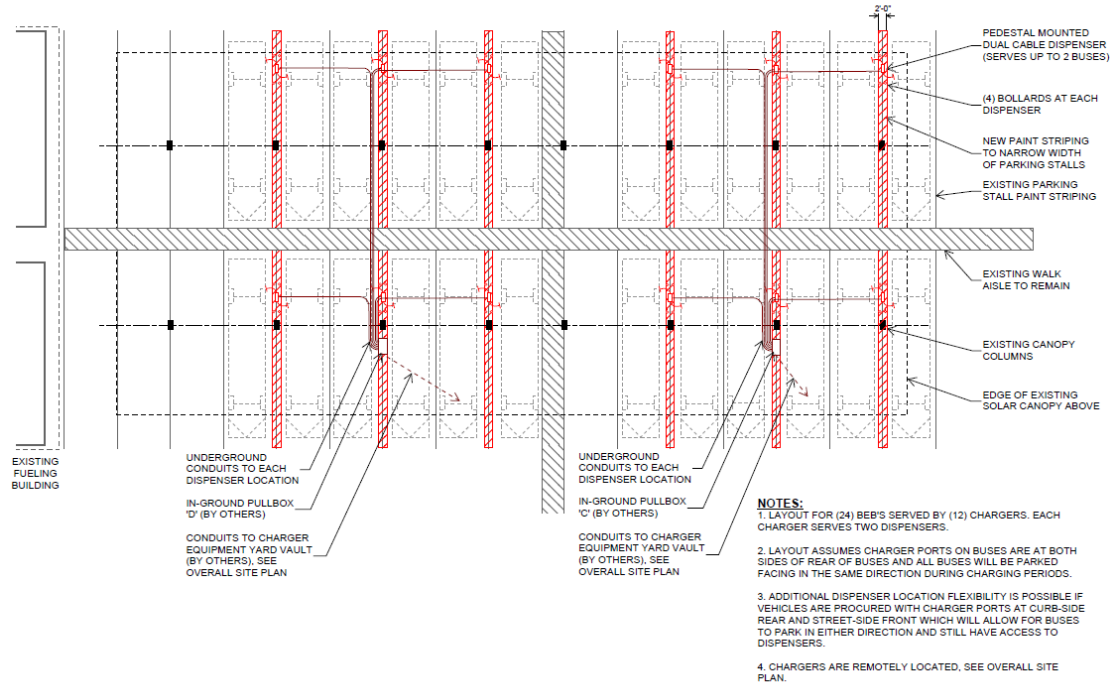 2'-0"
PEDESTAL MOUNTED
DUAL CABLE DISPENSER
(SERVES UP TO 2 BUSES)
(4) BOLLARDS AT EACH
DISPENSER
NEW PAINT STRIPING
TO NARROW WIDTH
OF PARKING STALLS
EXISTING PARKING
STALL PAINT STRIPING
EXISTING WALK
AISLE TO REMAIN
EXISTING CANOPY
COLUMNS
EDGE OF EXISTING
SOLAR CANOPY ABOVE
EXISTING
FUELING
BUILDING
UNDERGROUND
CONDUITS TO EACH
DISPENSER LOCATION
IN-GROUND PULLBOX
'D' (BY OTHERS)
CONDUITS TO CHARGER
EQUIPMENT YARD VAULT
(BY OTHERS), SEE
OVERALL SITE PLAN
UNDERGROUND
CONDUITS TO EACH
DISPENSER LOCATION
IN-GROUND PULLBOX
'C' (BY OTHERS)
CONDUITS TO CHARGER
EQUIPMENT YARD VAULT
(BY OTHERS), SEE
OVERALL SITE PLAN
NOTES:
1. LAYOUT FOR (24) BEB'S SERVED BY (12) CHARGERS. EACH
CHARGER SERVES TWO DISPENSERS.
2. LAYOUT ASSUMES CHARGER PORTS ON BUSES ARE AT BOTH
SIDES OF REAR OF BUSES AND ALL BUSES WILL BE PARKED
FACING IN THE SAME DIRECTION DURING CHARGING PERIODS.
3. ADDITIONAL DISPENSER LOCATION FLEXIBILITY IS POSSIBLE IF
VEHICLES ARE PROCURED WITH CHARGER PORTS AT CURB-SIDE
REAR AND STREET-SIDE FRONT WHICH WILL ALLOW FOR BUSES
TO PARK IN EITHER DIRECTION AND STILL HAVE ACCESS TO
DISPENSERS.
4. CHARGERS ARE REMOTELY LOCATED, SEE OVERALL SITE
PLAN.